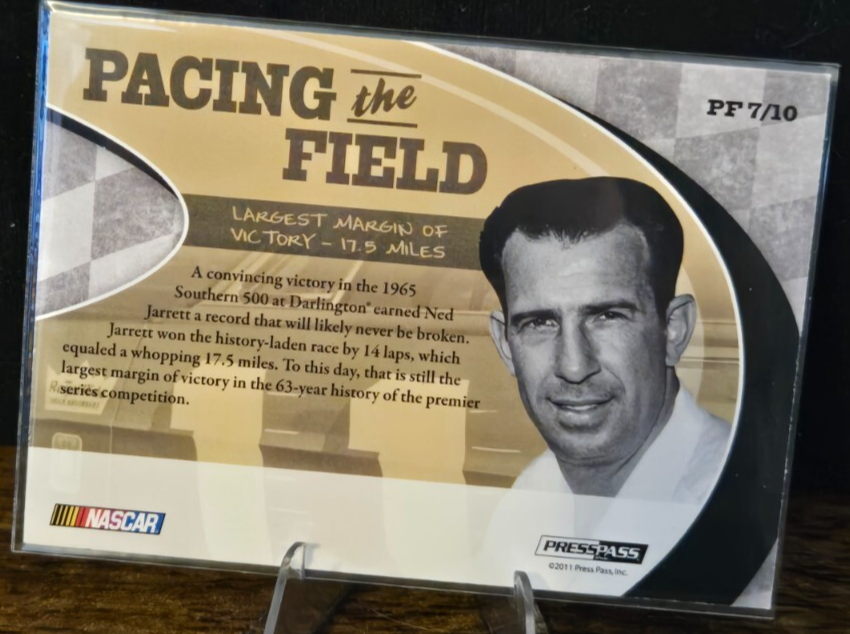 PACING the
FIELD
PF 7/10
LARGEST MARGIN OF
VICTORY – 17.5 MILES
A convincing victory in the 1965
Southern 500 at Darlington® earned Ned
Jarrett a record that will likely never be broken.
Jarrett won the history-laden race by 14 laps, which
equaled a whopping 17.5 miles. To this day, that is still the
largest margin of victory in the 63-year history of the premier
series competition.
NASCAR
PRESS PASS
©2011 Press Pass, Inc.